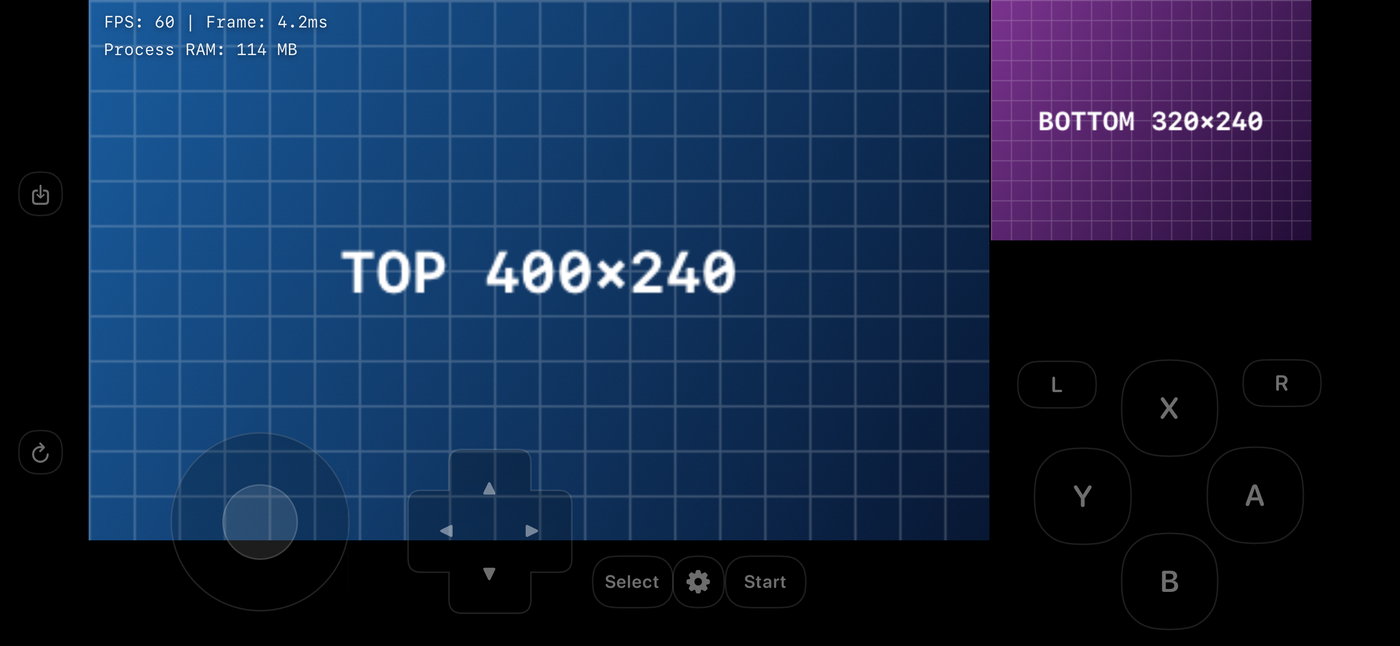 FPS: 60 | Frame: 4.2ms
Process RAM: 114 MB
TOP 400×240
BOTTOM 320×240
L
R
X
Y
A
B
Select
Start